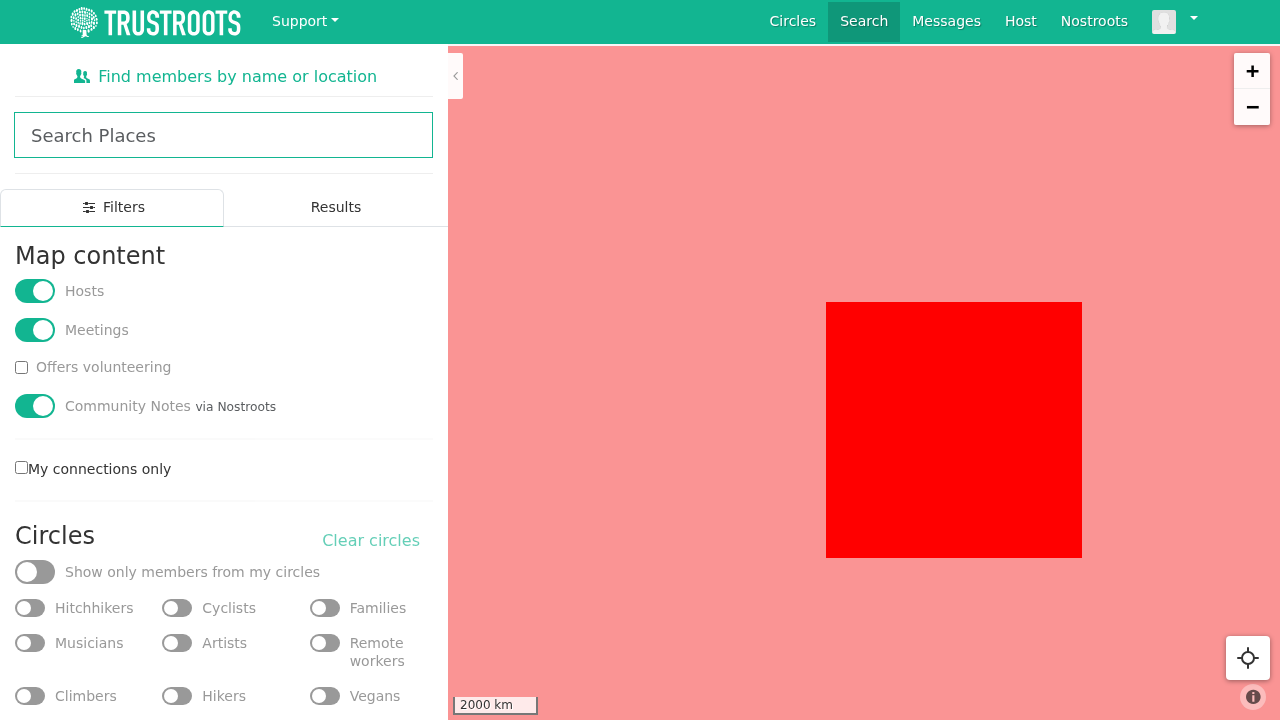 TRUSTROOTS
Support
Circles
Search
Messages
Host
Nostroots
Find members by name or location
Search Places
Filters
Results
Map content
Hosts
Meetings
Offers volunteering
Community Notes via Nostroots
My connections only
Circles
Clear circles
Show only members from my circles
Hitchhikers
Cyclists
Families
Musicians
Artists
Remote
workers
Climbers
Hikers
Vegans
+
−
2000 km